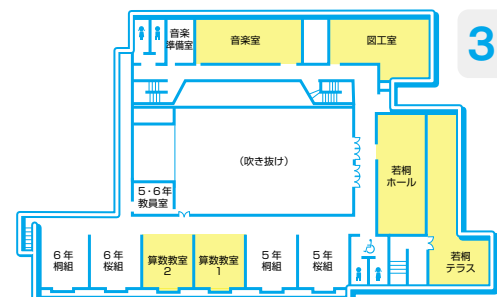 3
音楽
準備室
音楽室
図工室
(吹き抜け)
若桐
ホール
5・6年
教員室
6年
桐組
6年
桜組
算数教室
2
算数教室
1
5年
桐組
5年
桜組
若桐
テラス